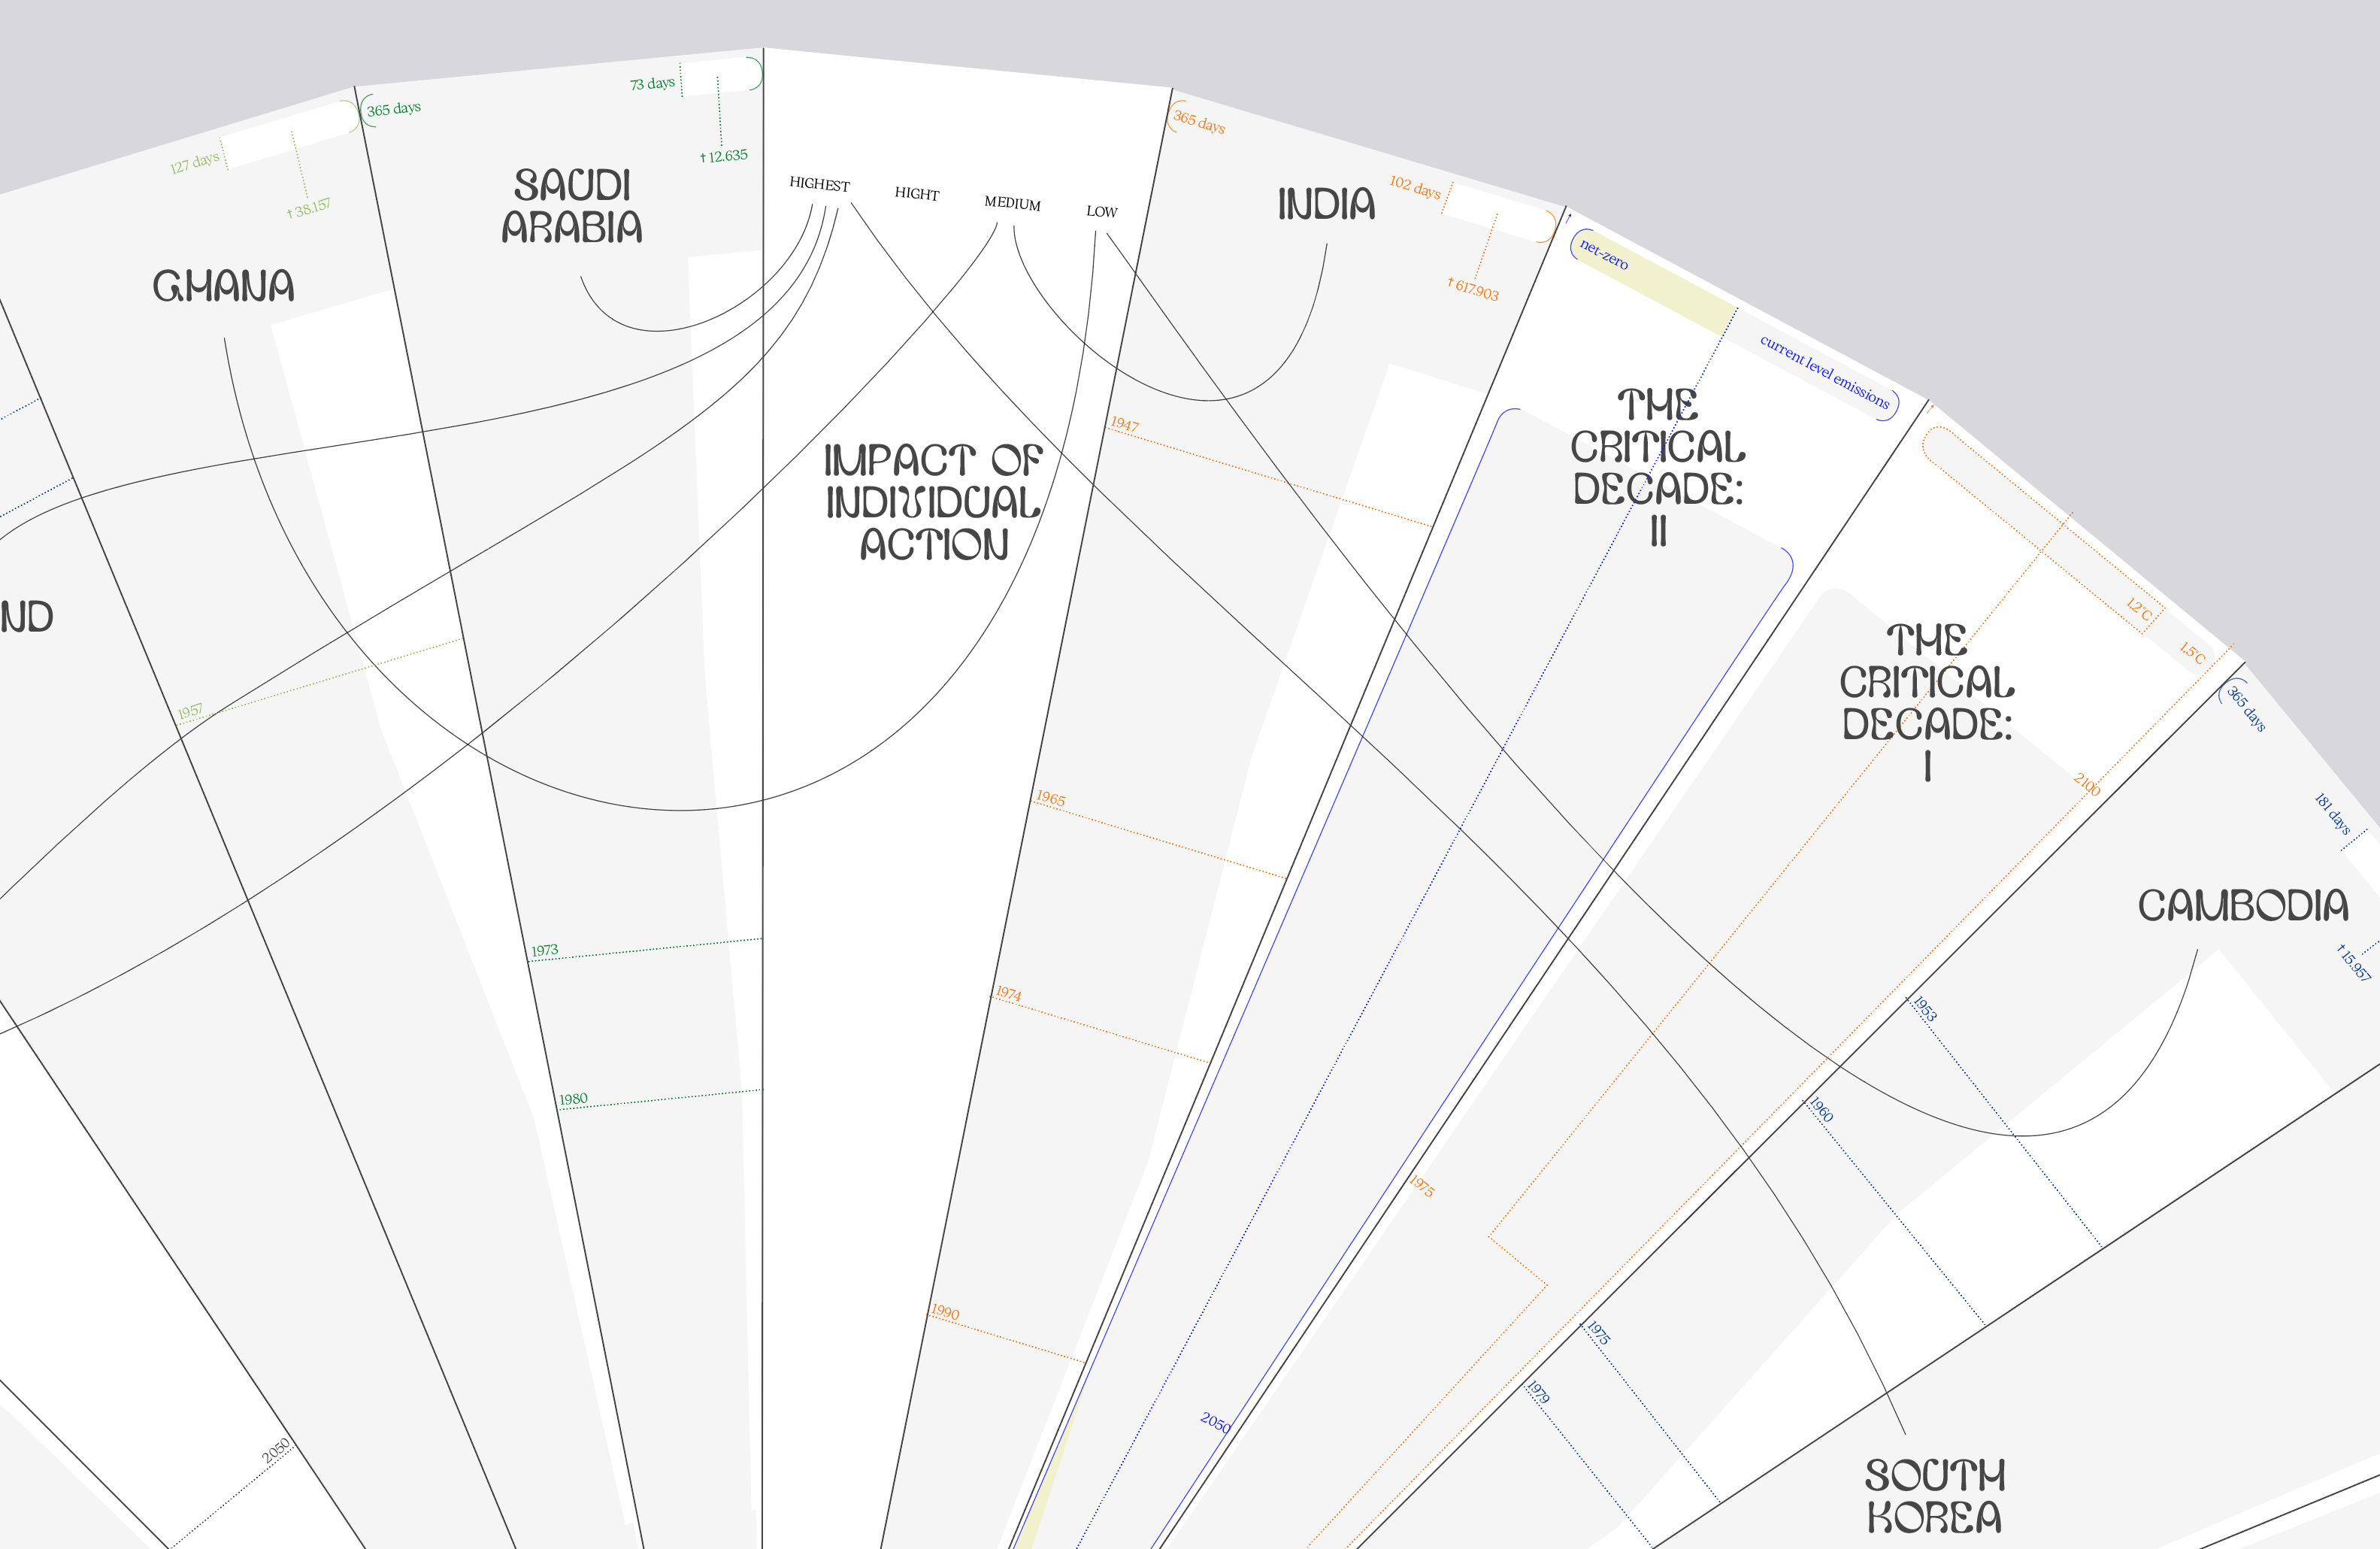 127 days
† 38.157
GHANA
1957
ND
2050
365 days
73 days
† 12.635
SAUDI
ARABIA
1973
1980
HIGHEST
HIGHT
MEDIUM
LOW
IMPACT OF
INDIVIDUAL
ACTION
365 days
102 days
† 617.903
INDIA
1947
1965
1974
1990
net-zero
current level emissions
THE
CRITICAL
DECADE:
II
2050
1.2°C
1.5°C
THE
CRITICAL
DECADE:
I
2100
1975
365 days
181 days
† 15.957
CAMBODIA
1953
1960
1975
1979
SOUTH
KOREA